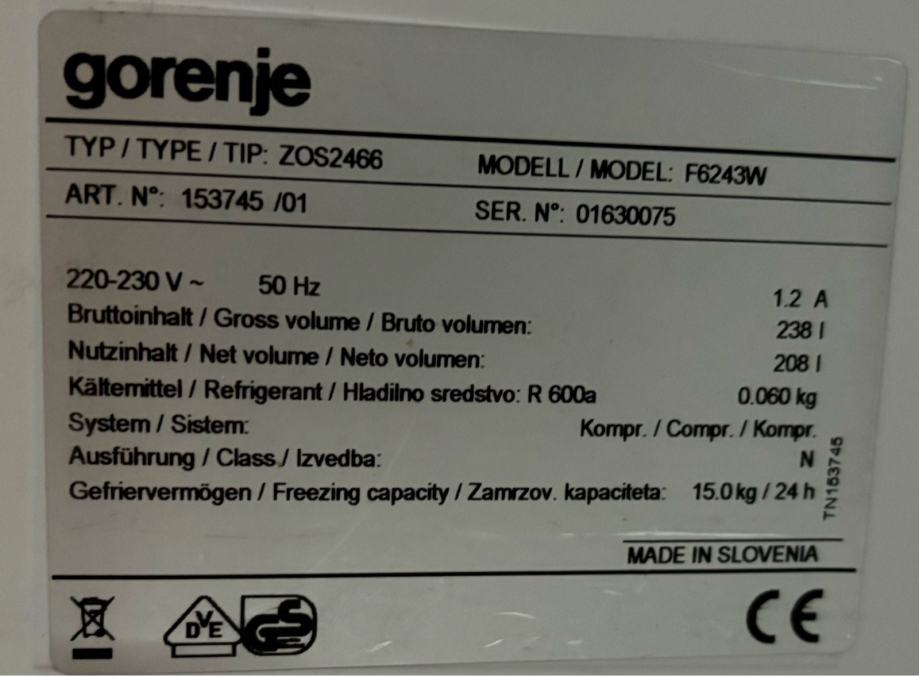 gorenje
TYP / TYPE / TIP: ZOS2466 MODELL / MODEL: F6243W
ART. N°: 153745 /01 SER. N°: 01630075
220-230 V ~ 50 Hz 1.2 A
Bruttoinhalt / Gross volume / Bruto volumen: 238 l
Nutzinhalt / Net volume / Neto volumen: 208 l
Kältemittel / Refrigerant / Hladilno sredstvo: R 600a 0.060 kg
System / Sistem: Kompr. / Compr. / Kompr.
Ausführung / Class / Izvedba: N
Gefriervermögen / Freezing capacity / Zamrzov. kapaciteta: 15.0 kg / 24 h
TN153745
MADE IN SLOVENIA
DVE GS CE